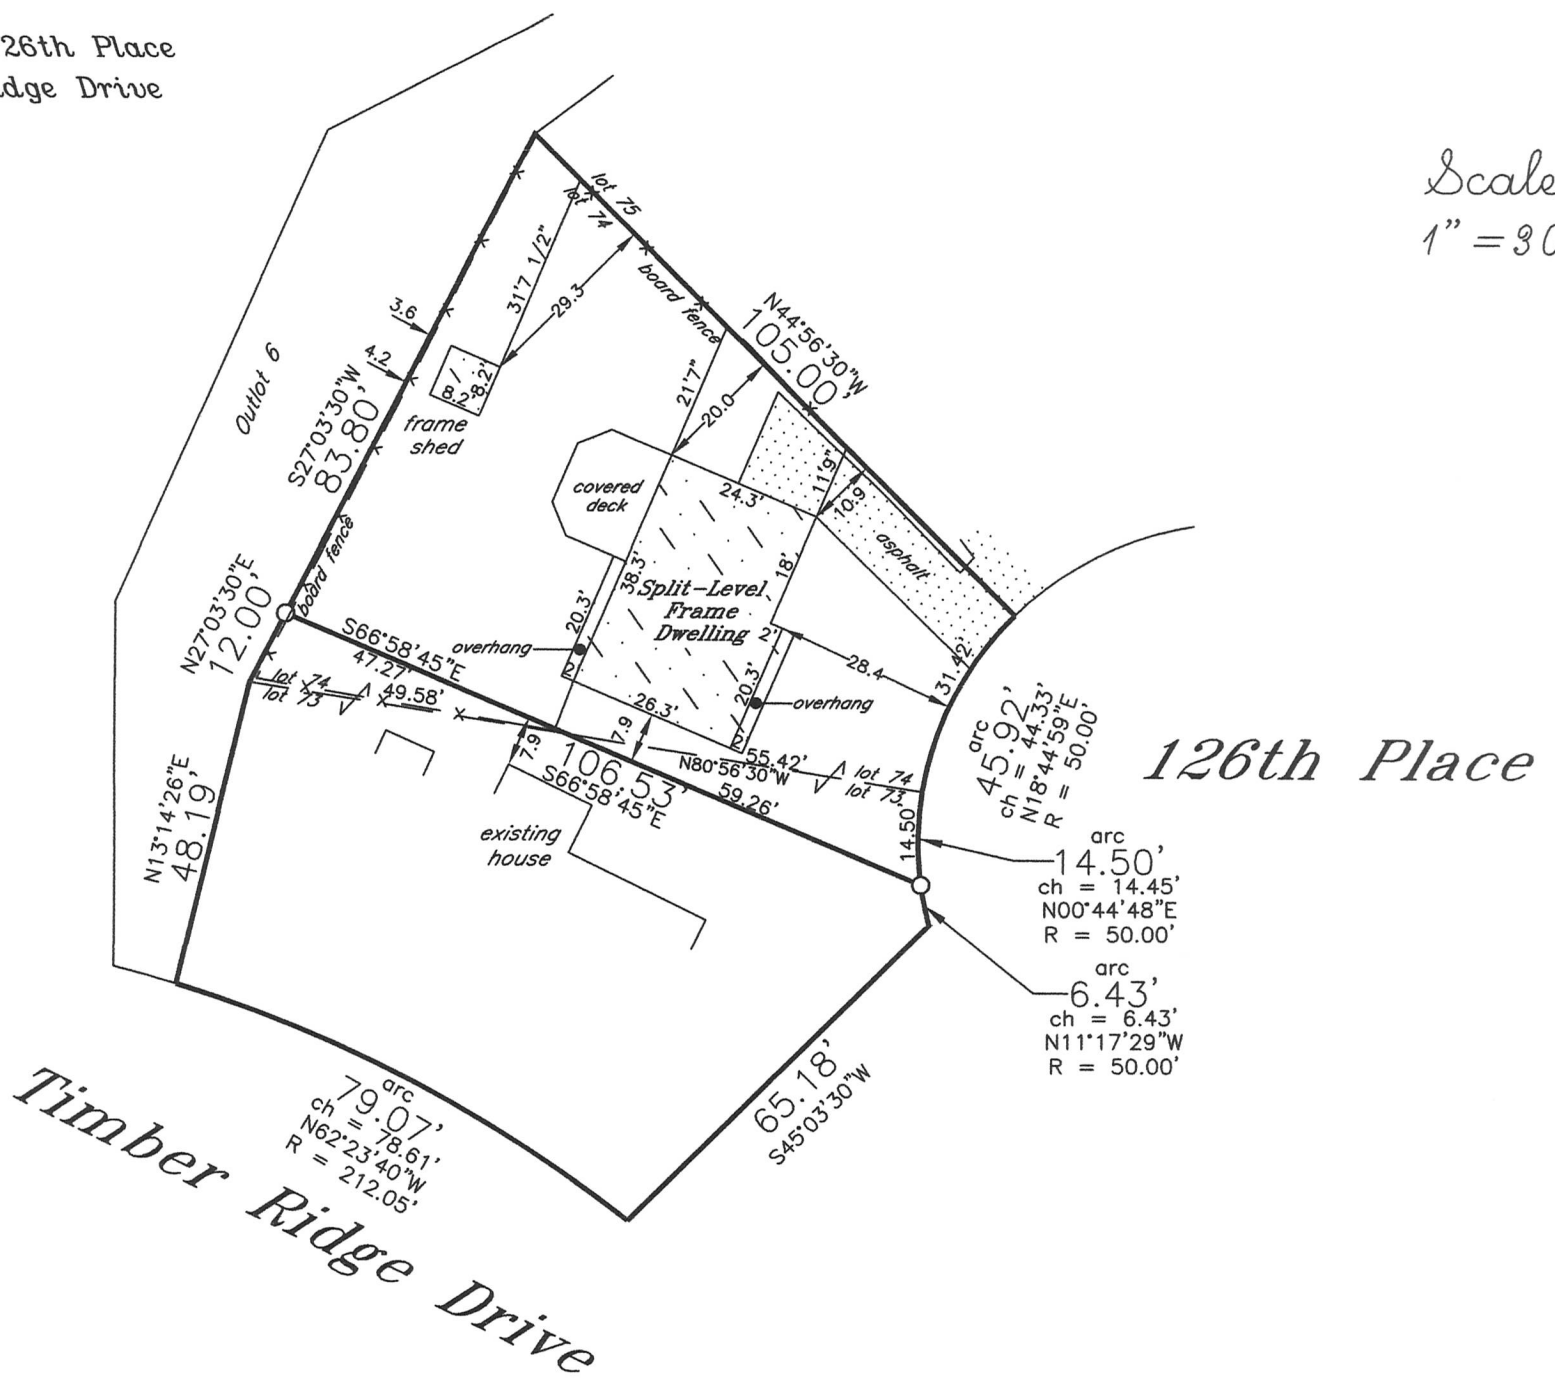 26th Place
dge Drive
Scale
1" = 30
lot 75
lot 74
31'7 1/2"
29.3
board fence
N44°56'30"W
105.00'
3.6
4.2
Outlot 6
S27°03'30"W
83.80'
8.2'
8.2'
frame
shed
21'7"
20.0
covered
deck
24.3'
11'9"
10.9
asphalt
board fence
N27°03'30"E
12.00'
38.3'
18'
Split-Level
Frame
Dwelling
20.3'
overhang
2'
2'
28.4
31.42'
S66°58'45"E
47.27'
lot 74
lot 73
49.58'
26.3'
20.3'
overhang
2'
7.9
7.9
55.42'
N80°56'30"W
lot 74
lot 73
106.53'
S66°58'45"E
59.26'
14.50'
arc
45.92'
ch = 44.33'
N18°44'59"E
R = 50.00'
126th Place
N13°14'26"E
48.19'
existing
house
arc
14.50'
ch = 14.45'
N00°44'48"E
R = 50.00'
arc
6.43'
ch = 6.43'
N11°17'29"W
R = 50.00'
65.18'
S45°03'30"W
arc
79.07'
ch = 78.61'
N62°23'40"W
R = 212.05'
Timber Ridge Drive